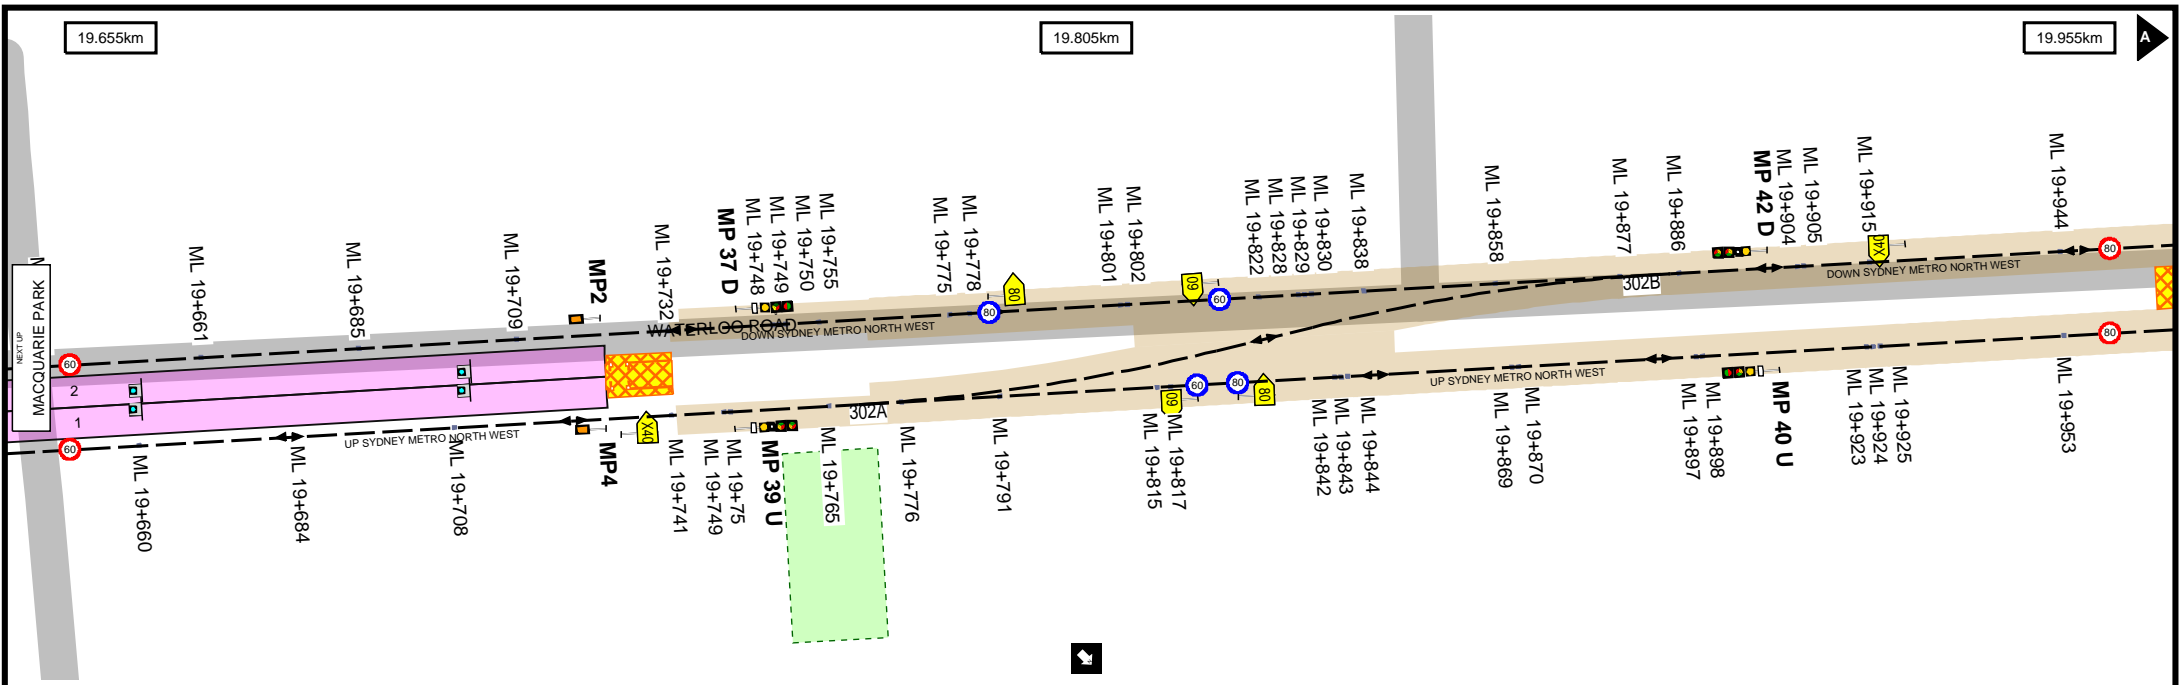 19.655km
19.805km
19.955km
A
NEXT UP
MACQUARIE PARK
2
1
60
60
ML 19+661
ML 19+685
ML 19+709
MP2
ML 19+732
MP 37 D
ML 19+748
ML 19+749
ML 19+750
ML 19+755
ML 19+775
ML 19+778
80
80
ML 19+801
ML 19+802
60
60
ML 19+822
ML 19+828
ML 19+829
ML 19+830
ML 19+838
ML 19+858
ML 19+877
ML 19+886
MP 42 D
ML 19+904
ML 19+905
ML 19+915
X40
ML 19+944
80
WATERLOO ROAD
DOWN SYDNEY METRO NORTH WEST
302B
DOWN SYDNEY METRO NORTH WEST
UP SYDNEY METRO NORTH WEST
X40
302A
60
60
80
80
UP SYDNEY METRO NORTH WEST
80
ML 19+660
ML 19+684
ML 19+708
MP4
ML 19+741
ML 19+749
ML 19+75
MP 39 U
ML 19+765
ML 19+776
ML 19+791
ML 19+815
ML 19+817
ML 19+842
ML 19+843
ML 19+844
ML 19+869
ML 19+870
ML 19+897
ML 19+898
MP 40 U
ML 19+923
ML 19+924
ML 19+925
ML 19+953